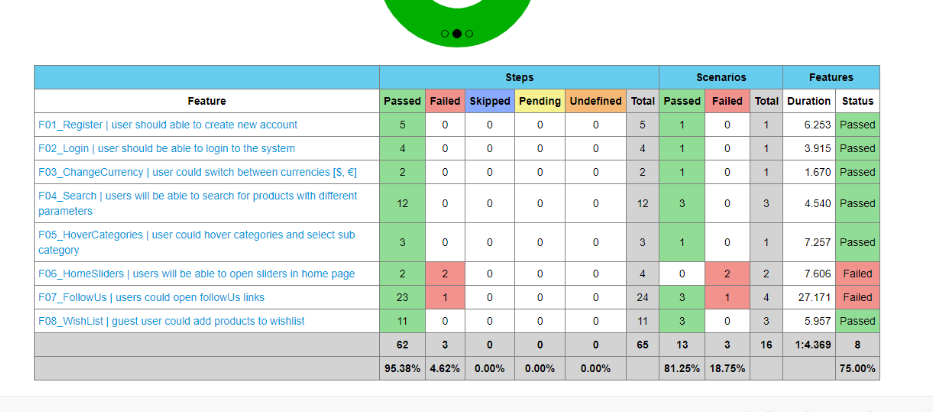 Steps Scenarios Features
Feature Passed Failed Skipped Pending Undefined Total Passed Failed Total Duration Status
F01_Register | user should able to create new account 5 0 0 0 0 5 1 0 1 6.253 Passed
F02_Login | user should be able to login to the system 4 0 0 0 0 4 1 0 1 3.915 Passed
F03_ChangeCurrency | user could switch between currencies [$, €] 2 0 0 0 0 2 1 0 1 1.670 Passed
F04_Search | users will be able to search for products with different
parameters 12 0 0 0 0 12 3 0 3 4.540 Passed
F05_HoverCategories | user could hover categories and select sub
category 3 0 0 0 0 3 1 0 1 7.257 Passed
F06_HomeSliders | users will be able to open sliders in home page 2 2 0 0 0 4 0 2 2 7.606 Failed
F07_FollowUs | users could open followUs links 23 1 0 0 0 24 3 1 4 27.171 Failed
F08_WishList | guest user could add products to wishlist 11 0 0 0 0 11 3 0 3 5.957 Passed
62 3 0 0 0 65 13 3 16 1:4.369 8
95.38% 4.62% 0.00% 0.00% 0.00% 81.25% 18.75% 75.00%